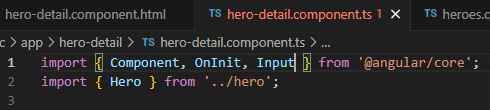 hero-detail.component.html
TS hero-detail.component.ts 1
TS heroes.c
c > app > hero-detail > TS hero-detail.component.ts > ...
1 import { Component, OnInit, Input } from '@angular/core';
2 import { Hero } from '../hero';
3